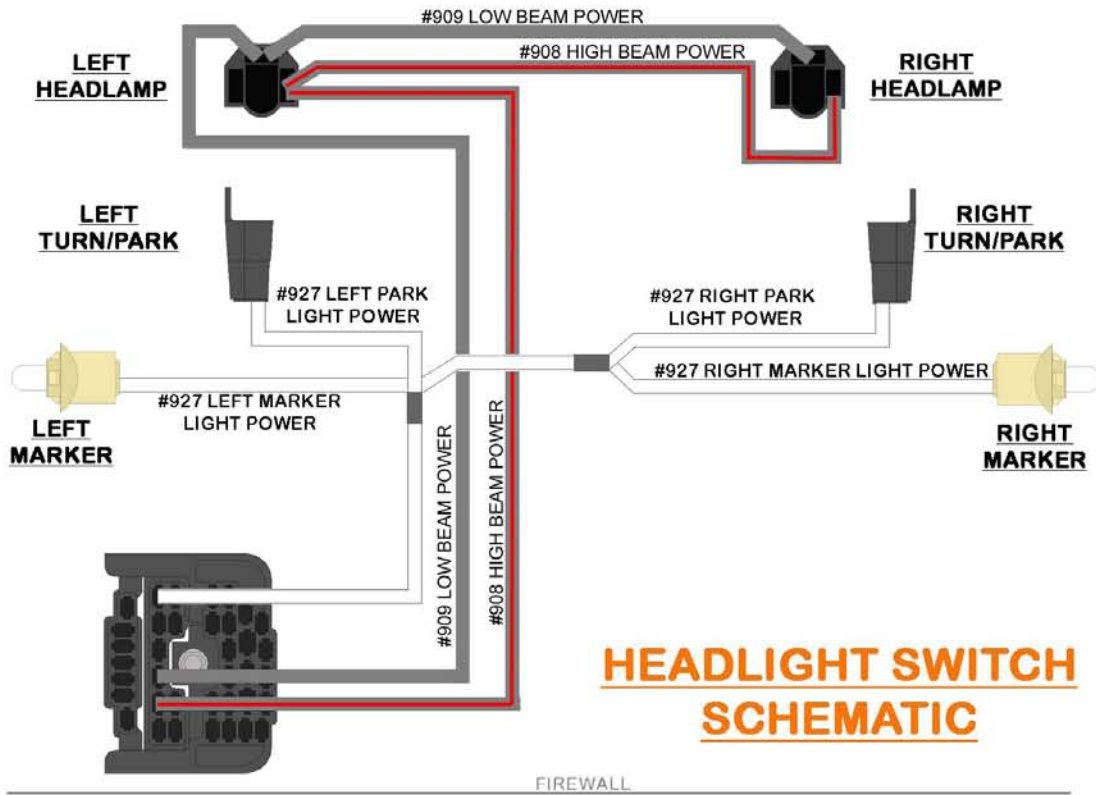 #909 LOW BEAM POWER
#908 HIGH BEAM POWER
LEFT
HEADLAMP
RIGHT
HEADLAMP
LEFT
TURN/PARK
RIGHT
TURN/PARK
#927 LEFT PARK
LIGHT POWER
#927 RIGHT PARK
LIGHT POWER
#927 RIGHT MARKER LIGHT POWER
#927 LEFT MARKER
LIGHT POWER
LEFT
MARKER
RIGHT
MARKER
#909 LOW BEAM POWER
#908 HIGH BEAM POWER
HEADLIGHT SWITCH
SCHEMATIC
FIREWALL